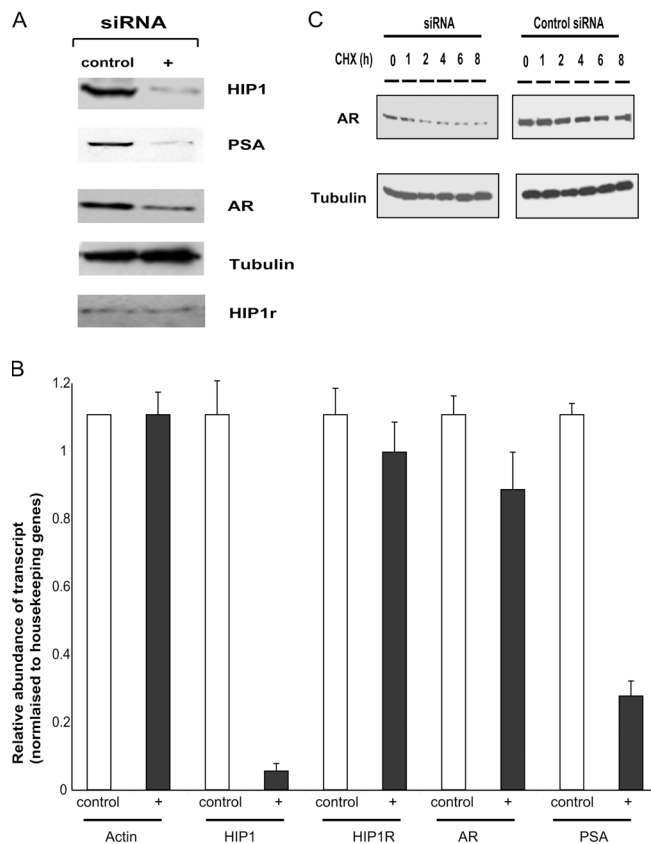 A
siRNA
control +
HIP1
PSA
AR
Tubulin
HIP1r
C
siRNA Control siRNA
CHX (h) 0 1 2 4 6 8 0 1 2 4 6 8
AR
Tubulin
B
Relative abundance of transcript
(normlaised to housekeeping genes)
1.2
1
0.8
0.6
0.4
0.2
0
control + control + control + control + control +
Actin HIP1 HIP1R AR PSA